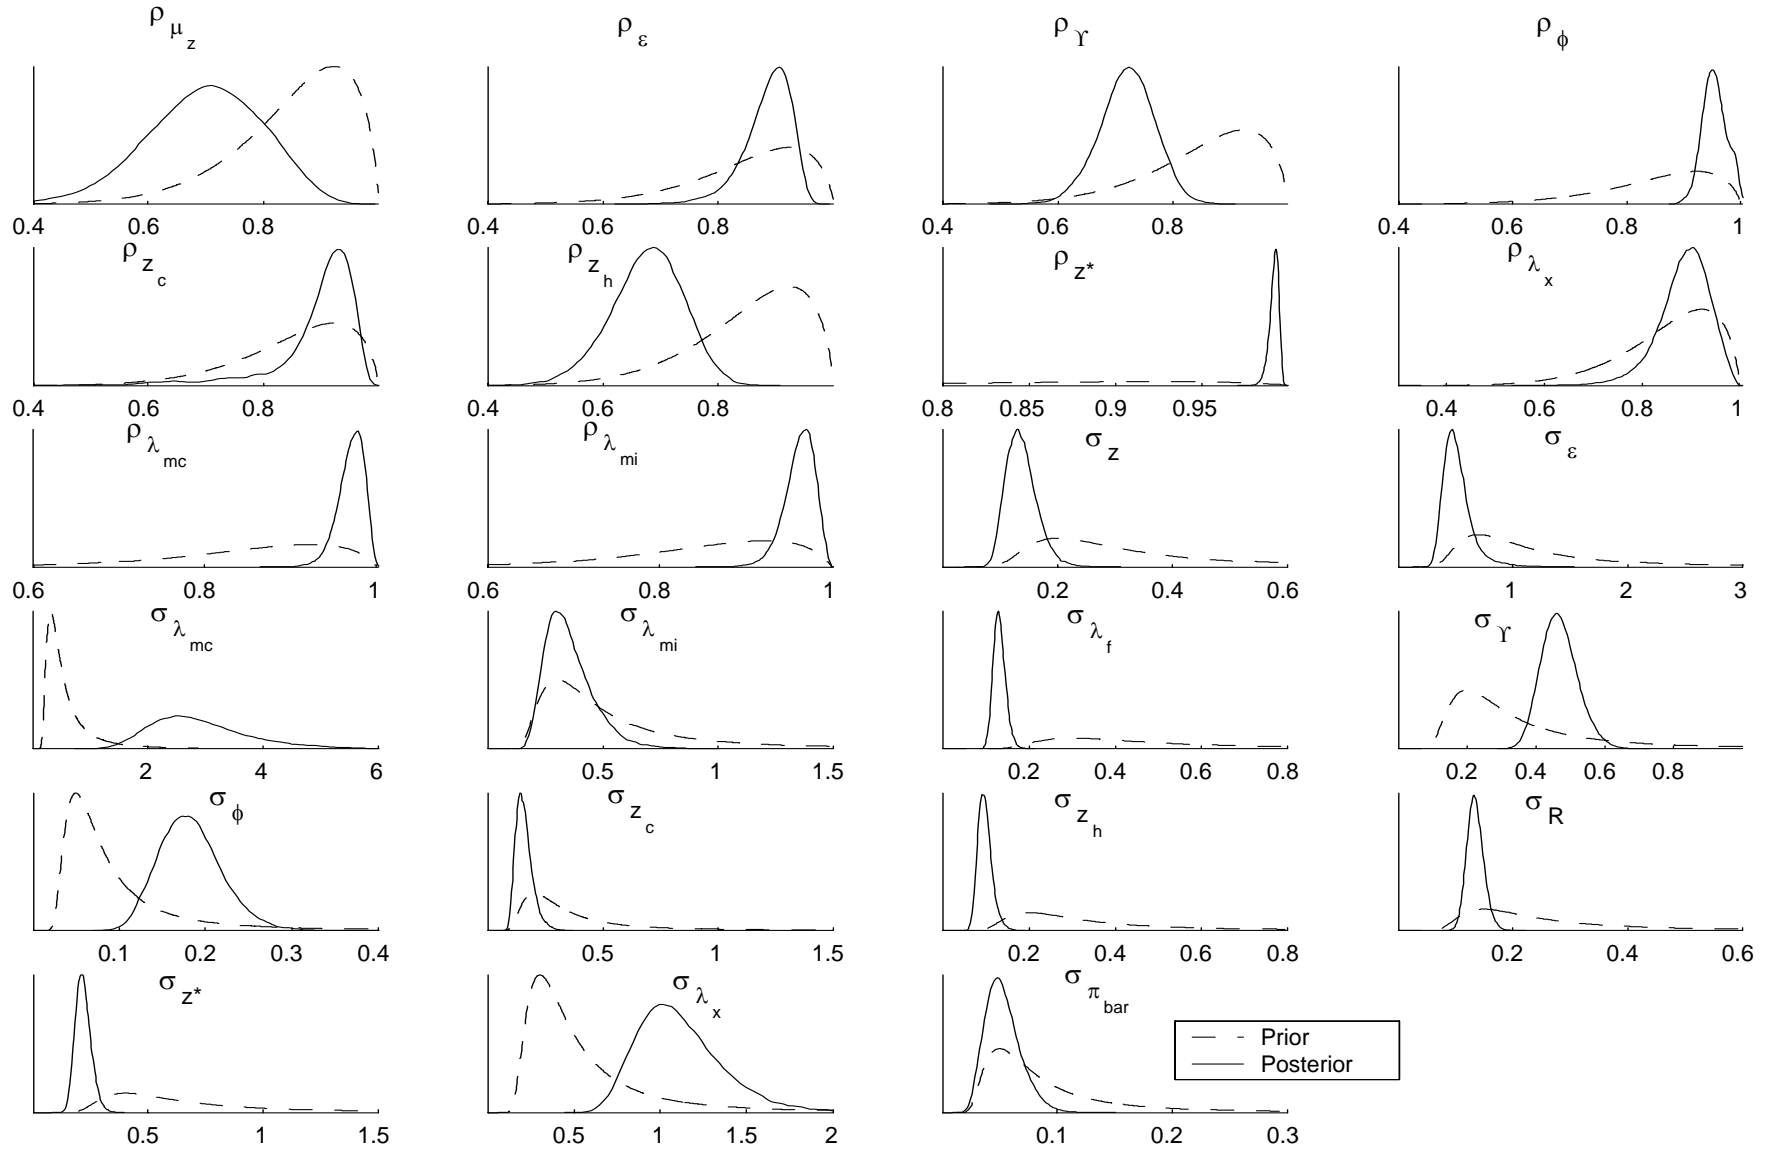 ρ μz
ρ ε
ρ ϒ
ρ ϕ
0.4 0.6 0.8
0.4 0.6 0.8
0.4 0.6 0.8
0.4 0.6 0.8 1
ρ zc
ρ zh
ρ z*
ρ λx
0.4 0.6 0.8
0.4 0.6 0.8
0.8 0.85 0.9 0.95
0.4 0.6 0.8 1
ρ λmc
ρ λmi
σ z
σ ε
0.6 0.8 1
0.6 0.8 1
0.2 0.4 0.6
1 2 3
σ λmc
σ λmi
σ λf
σ ϒ
2 4 6
0.5 1 1.5
0.2 0.4 0.6 0.8
0.2 0.4 0.6 0.8
σ ϕ
σ zc
σ zh
σ R
0.1 0.2 0.3 0.4
0.5 1 1.5
0.2 0.4 0.6 0.8
0.2 0.4 0.6
σ z*
σ λx
σ πbar
Prior
Posterior
0.5 1 1.5
0.5 1 1.5 2
0.1 0.2 0.3